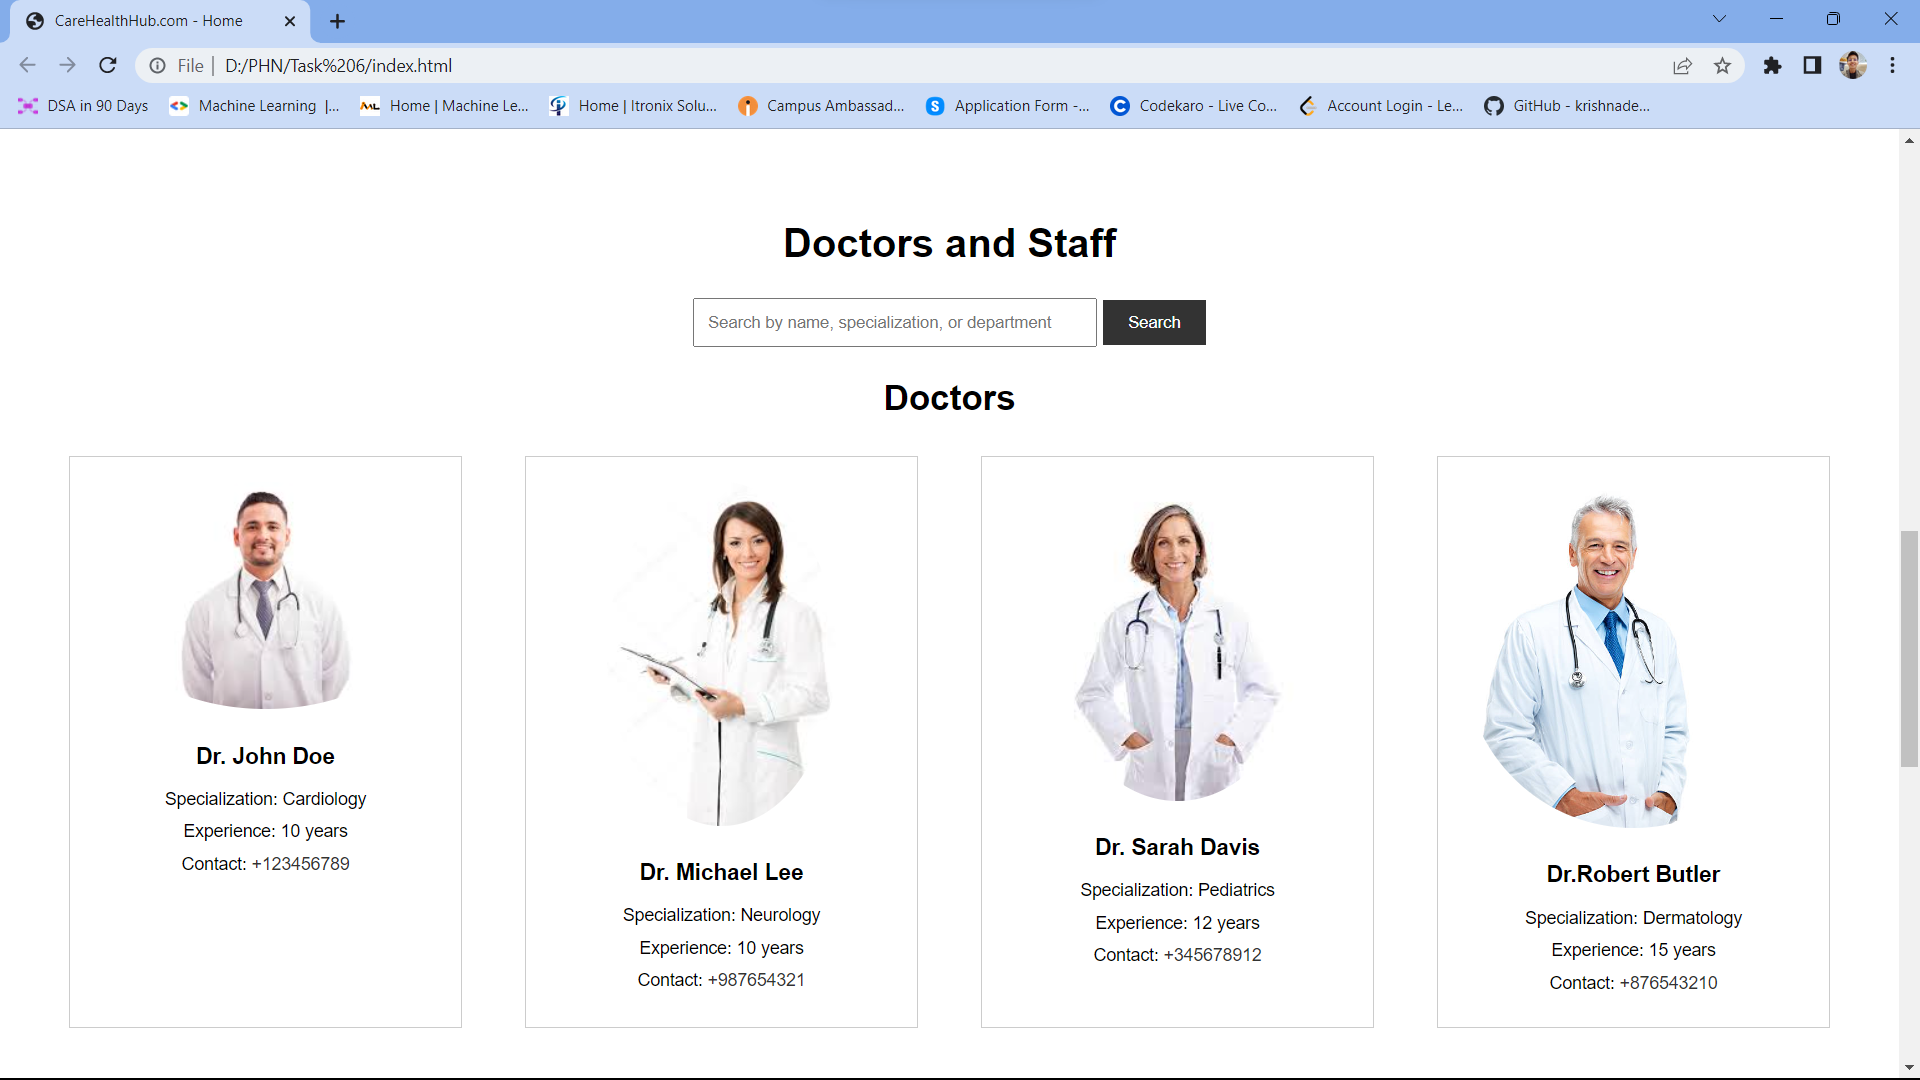 CareHealthHub.com - Home
File | D:/PHN/Task%206/index.html
DSA in 90 Days
Machine Learning |...
Home | Machine Le...
Home | Itronix Solu...
Campus Ambassad...
Application Form -...
Codekaro - Live Co...
Account Login - Le...
GitHub - krishnade...
Doctors and Staff
Search by name, specialization, or department
Search
Doctors
Dr. John Doe
Specialization: Cardiology
Experience: 10 years
Contact: +123456789
Dr. Michael Lee
Specialization: Neurology
Experience: 10 years
Contact: +987654321
Dr. Sarah Davis
Specialization: Pediatrics
Experience: 12 years
Contact: +345678912
Dr.Robert Butler
Specialization: Dermatology
Experience: 15 years
Contact: +876543210